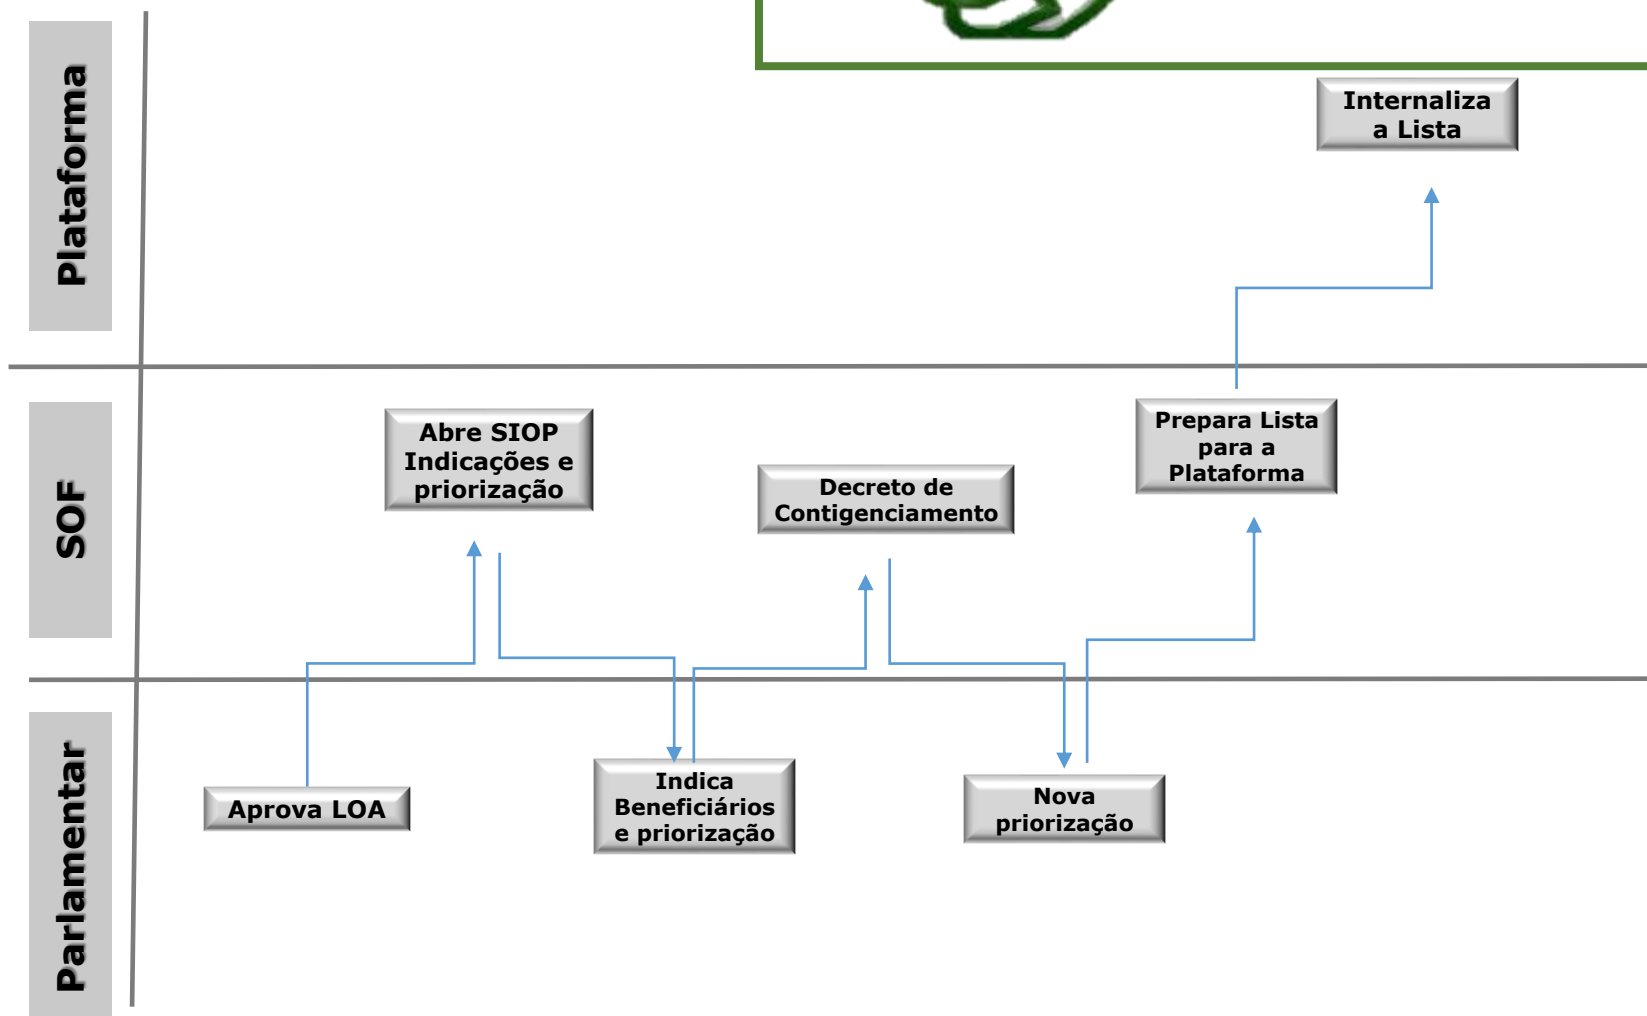 Plataforma
Internaliza
a Lista
SOF
Abre SIOP
Indicações e
priorização
Decreto de
Contigenciamento
Prepara Lista
para a
Plataforma
Parlamentar
Aprova LOA
Indica
Beneficiários
e priorização
Nova
priorização